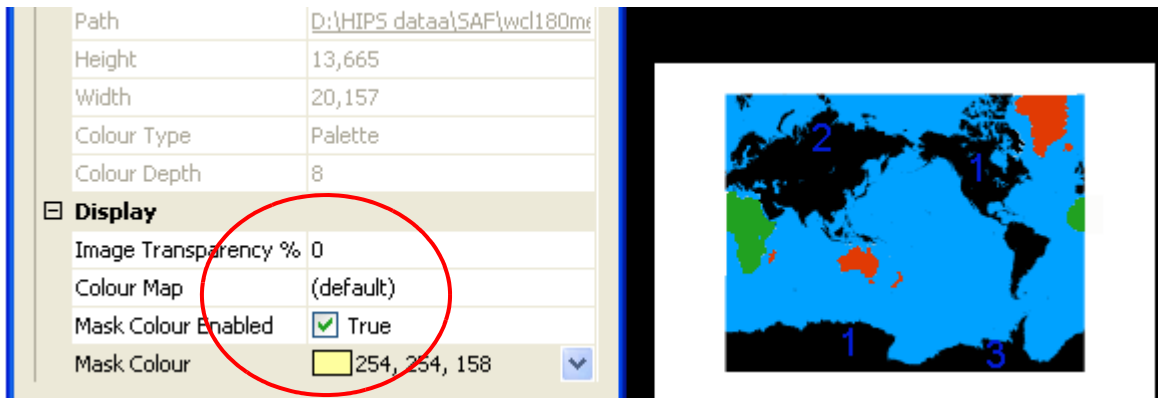 Path D:\HIPS dataa\SAF\wcl180me
Height 13,665
Width 20,157
Colour Type Palette
Colour Depth 8
Display
Image Transparency % 0
Colour Map (default)
Mask Colour Enabled True
Mask Colour 254, 254, 158
2
1
1
3